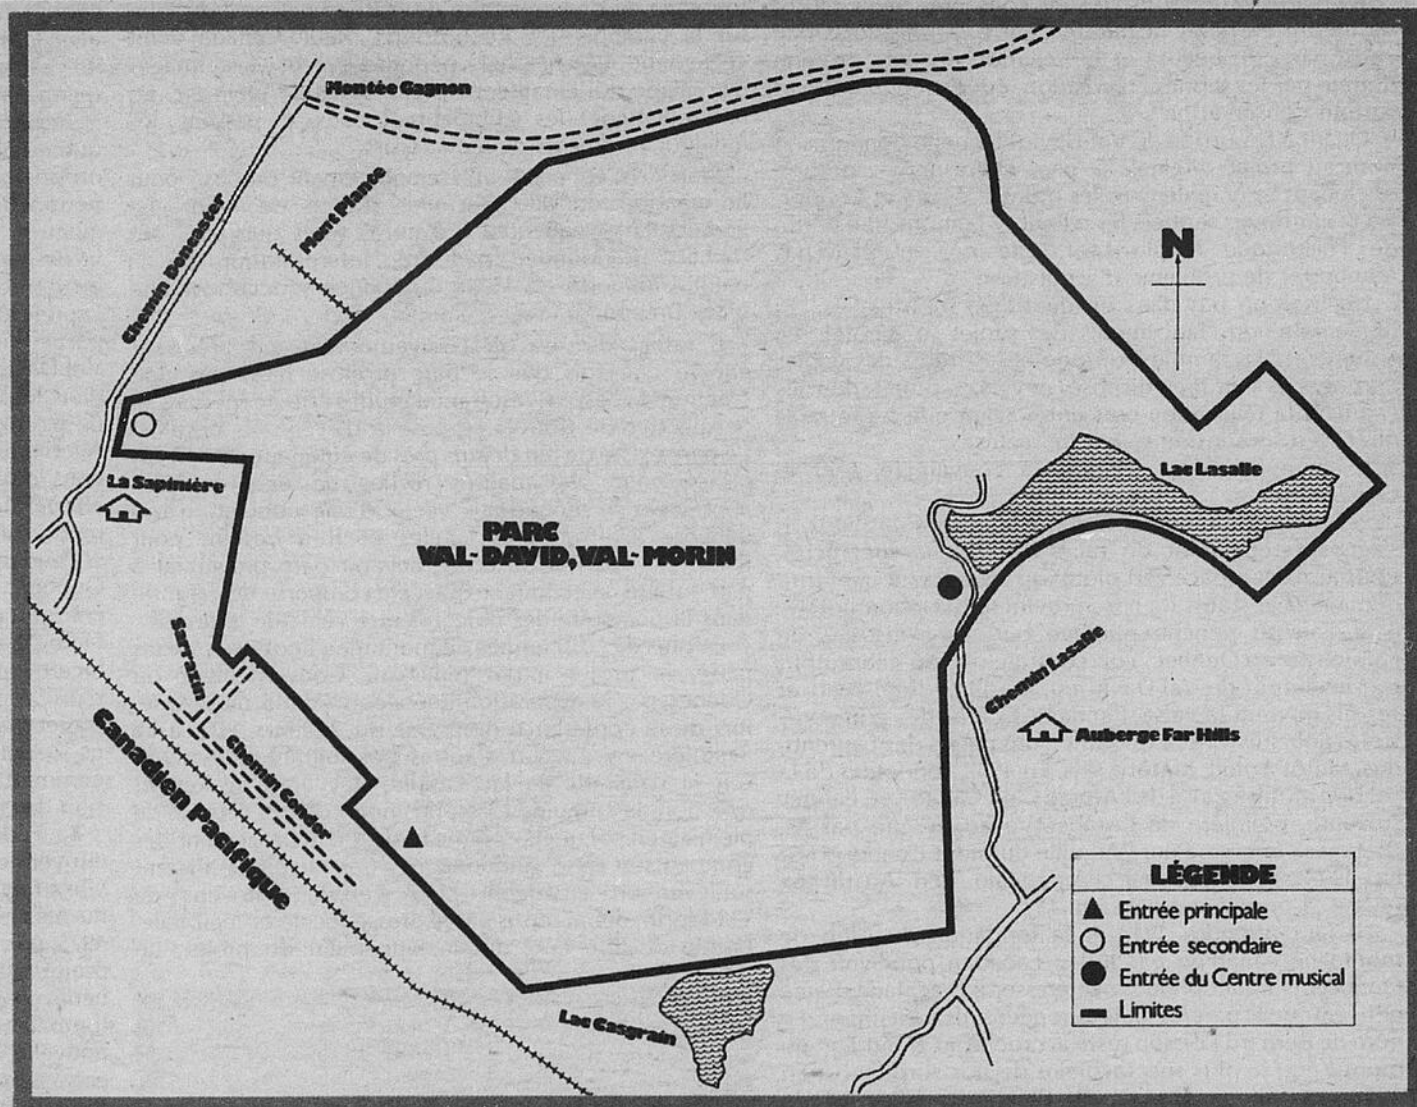 Montée Gagnon
Mont Plante
Chemin Doncaster
N
Lac Lasalle
La Sapinière
PARC
VAL-DAVID, VAL-MORIN
Sarrazin
Chemin Lasalle
Chemin Condor
Auberge Far Hills
Canadien Pacifique
LÉGENDE
Entrée principale
Entrée secondaire
Entrée du Centre musical
Limites
Lac Casgrain